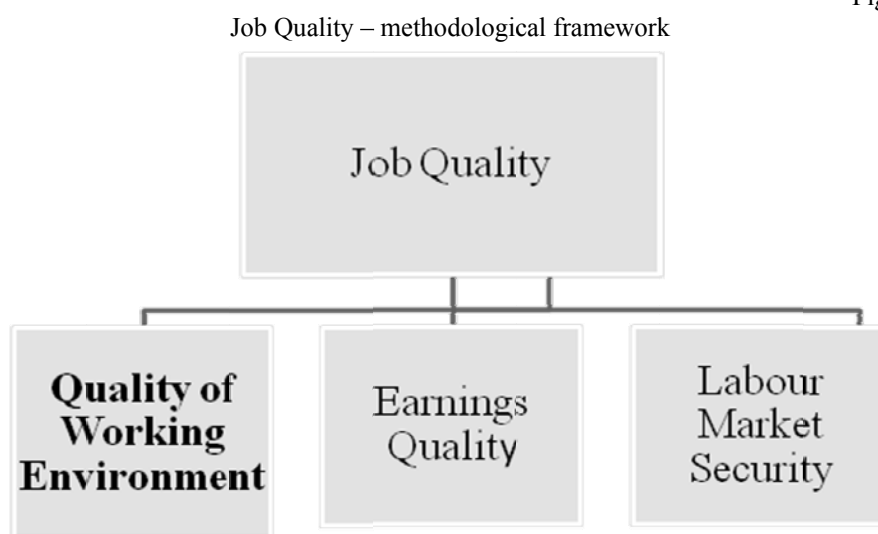 Job Quality – methodological framework
Job Quality
Quality of
Working
Environment
Earnings
Quality
Labour
Market
Security